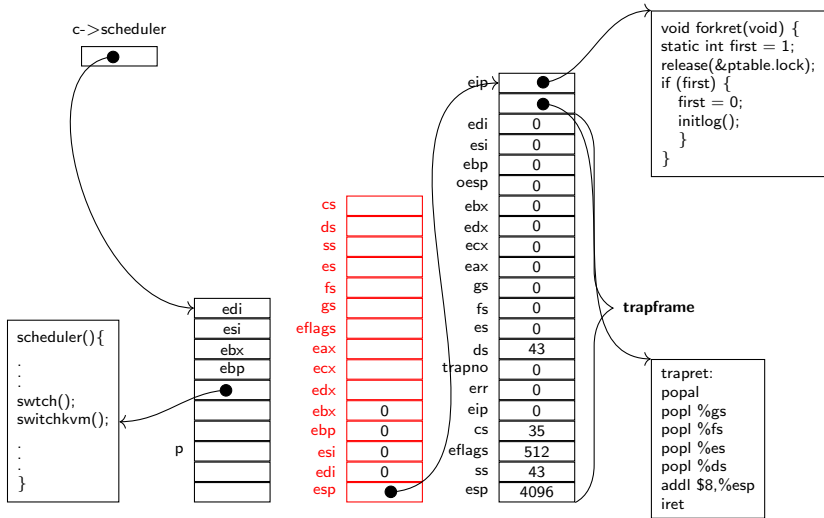 c->scheduler
edi
esi
ebx
ebp
p
scheduler(){
.
.
.
swtch();
switchkvm();
.
.
.
}
cs
ds
ss
es
fs
gs
eflags
eax
ecx
edx
ebx 0
ebp 0
esi 0
edi 0
esp
eip
edi 0
esi 0
ebp 0
oesp 0
ebx 0
edx 0
ecx 0
eax 0
gs 0
fs 0
es 0
ds 43
trapno 0
err 0
eip 0
cs 35
eflags 512
ss 43
esp 4096
void forkret(void) {
static int first = 1;
release(&ptable.lock);
if (first) {
first = 0;
initlog();
}
}
trapframe
trapret:
popal
popl %gs
popl %fs
popl %es
popl %ds
addl $8,%esp
iret